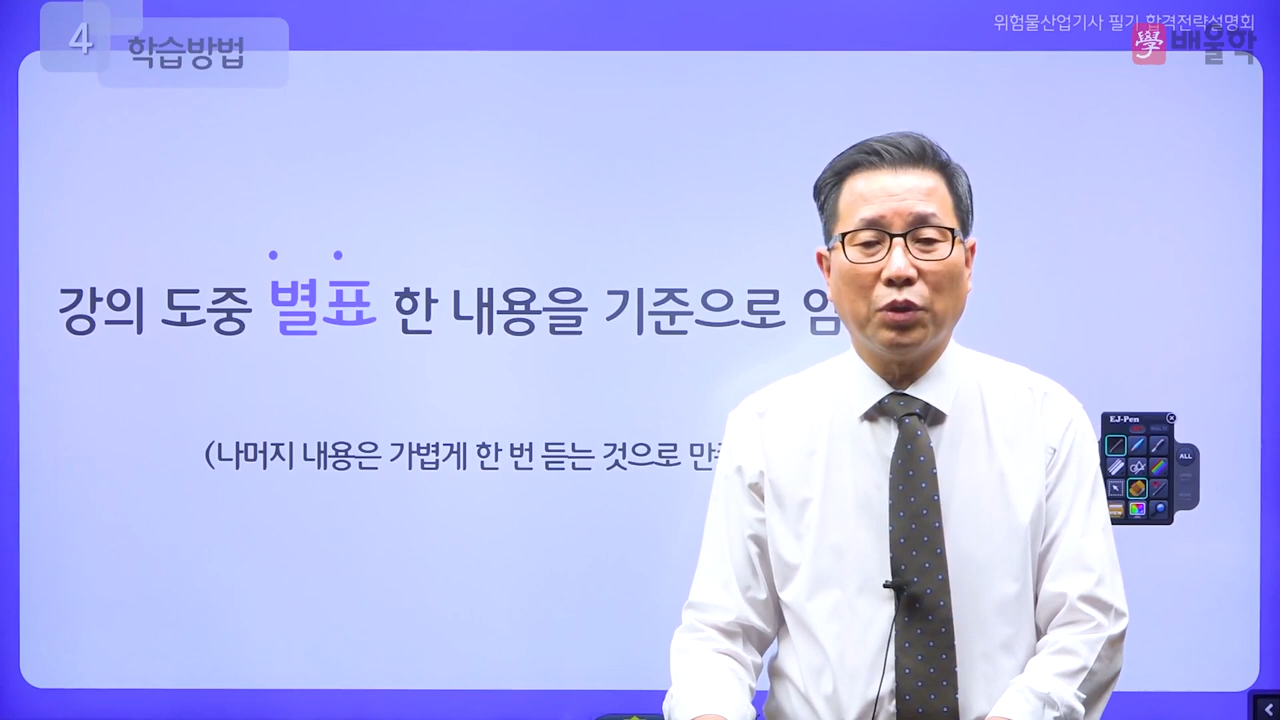 4
학습방법
위험물산업기사 필기 합격전략설명회
學 배울학
강의 도중 별표 한 내용을 기준으로
(나머지 내용은 가볍게 한 번 듣는 것으로
EJ-Pen
ALL